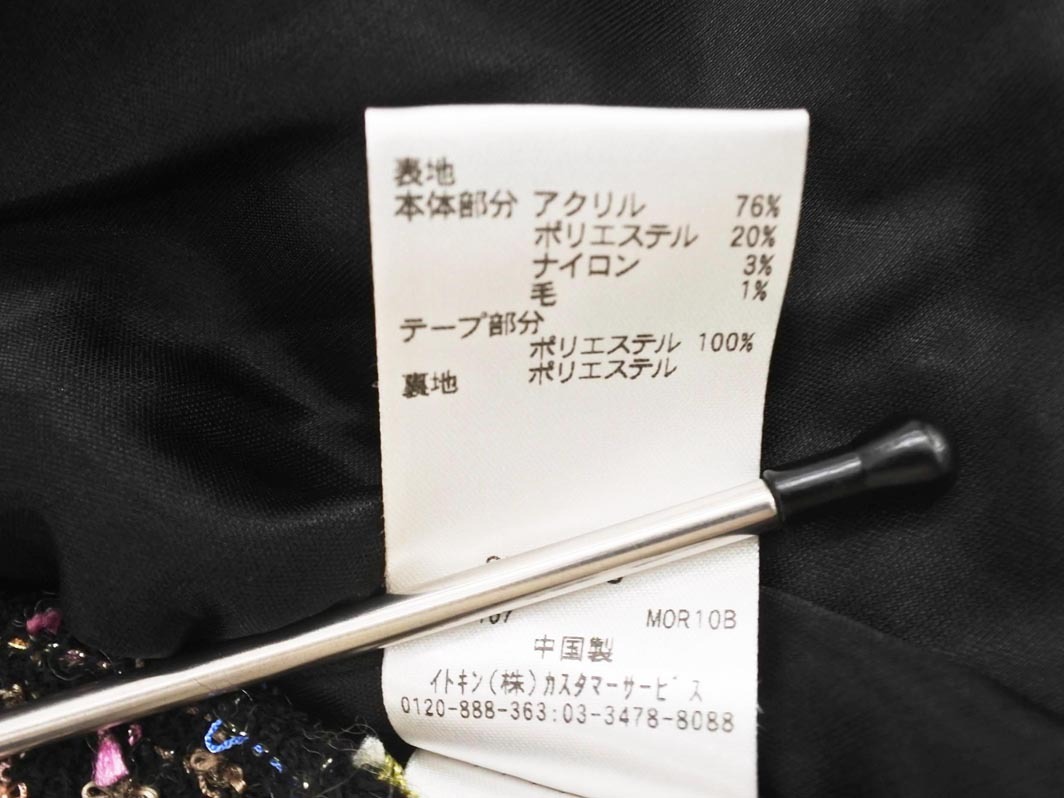 表地
本体部分 アクリル 76%
ポリエステル 20%
ナイロン 3%
毛 1%
テープ部分
ポリエステル 100%
裏地 ポリエステル
MOR10B
中国製
イトキン(株)カスタマーサービス
0120-888-363:03-3478-8088